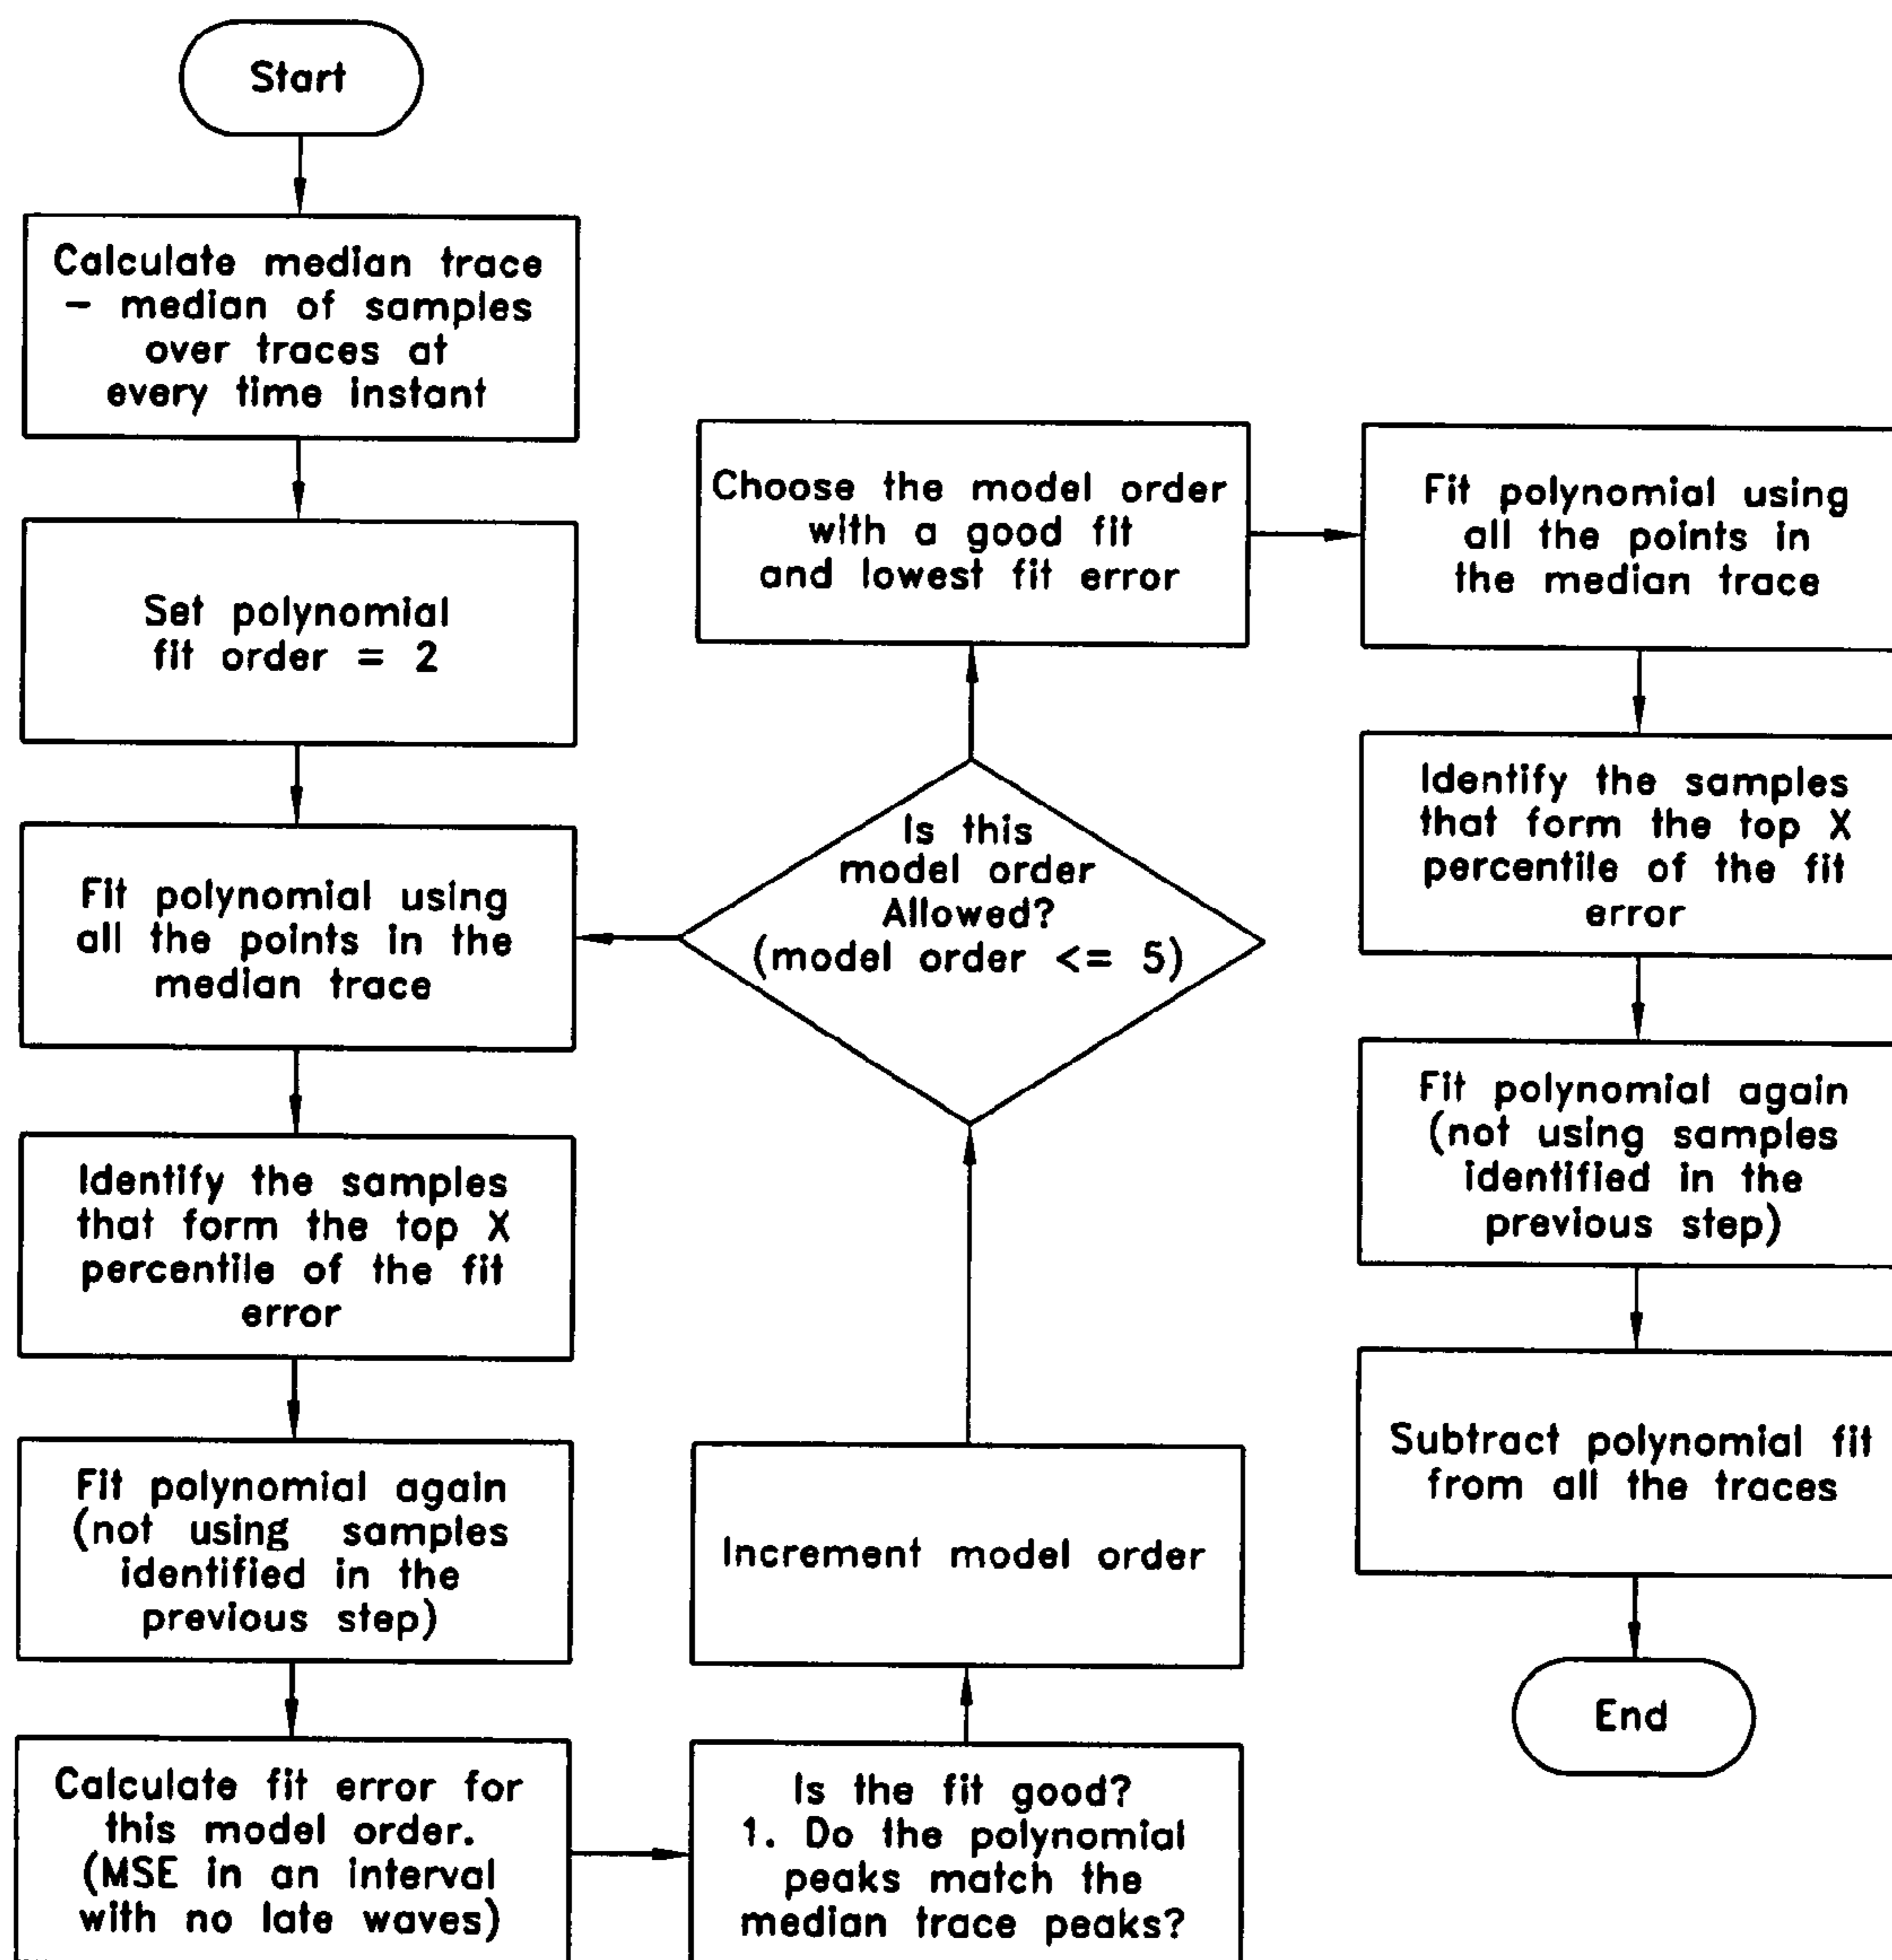 Start
Calculate median trace
– median of samples
over traces at
every time instant
Set polynomial
fit order = 2
Fit polynomial using
all the points in the
median trace
Identify the samples
that form the top X
percentile of the fit
error
Fit polynomial again
(not using samples
identified in the
previous step)
Calculate fit error for
this model order.
(MSE in an interval
with no late waves)
Is the fit good?
1. Do the polynomial
peaks match the
median trace peaks?
Increment model order
Is this
model order
Allowed?
(model order <= 5)
Choose the model order
with a good fit
and lowest fit error
Fit polynomial using
all the points in
the median trace
Identify the samples
that form the top X
percentile of the fit
error
Fit polynomial again
(not using samples
identified in the
previous step)
Subtract polynomial fit
from all the traces
End